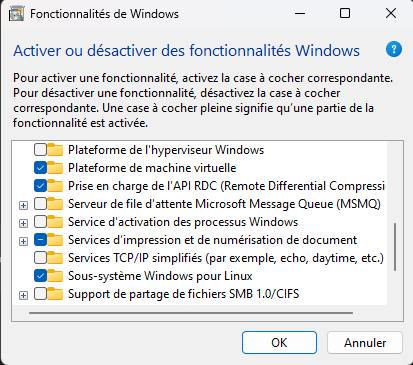 Fonctionnalités de Windows
Activer ou désactiver des fonctionnalités Windows
?
Pour activer une fonctionnalité, activez la case à cocher correspondante.
Pour désactiver une fonctionnalité, désactivez la case à cocher
correspondante. Une case à cocher pleine signifie qu’une partie de la
fonctionnalité est activée.
Plateforme de l'hyperviseur Windows
Plateforme de machine virtuelle
Prise en charge de l’API RDC (Remote Differential Compressi
Serveur de file d'attente Microsoft Message Queue (MSMQ)
Service d’activation des processus Windows
Services d’impression et de numérisation de document
Services TCP/IP simplifiés (par exemple, echo, daytime, etc.)
Sous-système Windows pour Linux
Support de partage de fichiers SMB 1.0/CIFS
OK
Annuler